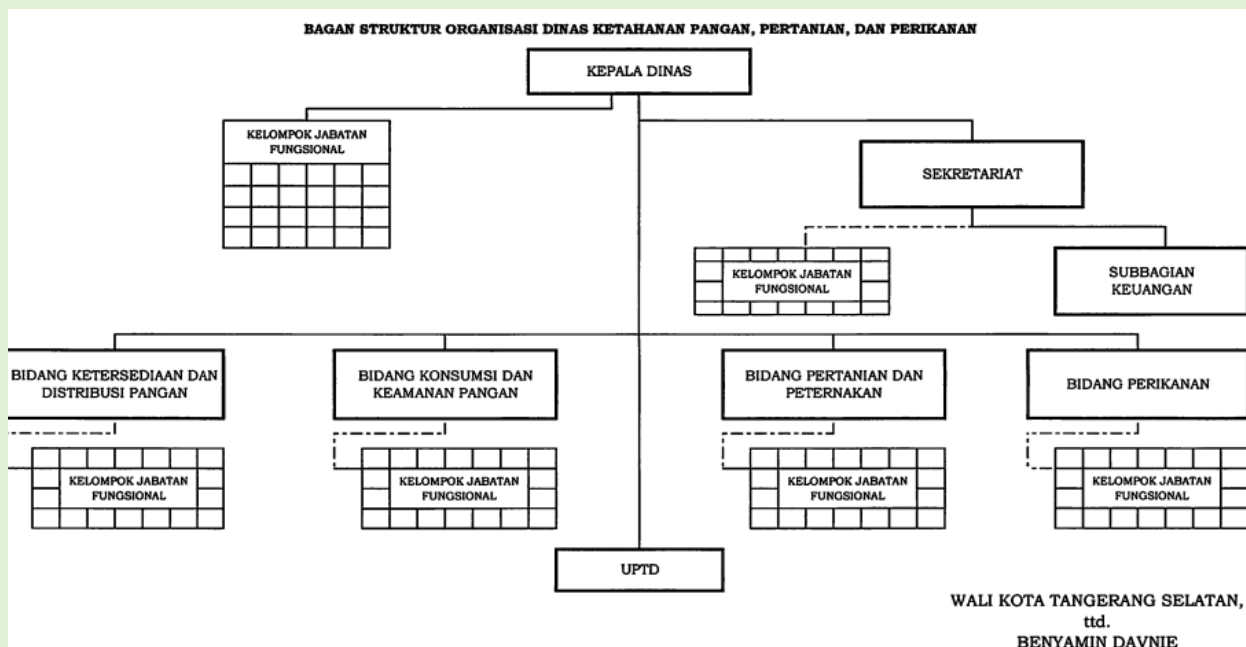 BAGAN STRUKTUR ORGANISASI DINAS KETAHANAN PANGAN, PERTANIAN, DAN PERIKANAN
KEPALA DINAS
KELOMPOK JABATAN
FUNGSIONAL
SEKRETARIAT
KELOMPOK JABATAN
FUNGSIONAL
SUBBAGIAN
KEUANGAN
BIDANG KETERSEDIAAN DAN
DISTRIBUSI PANGAN
BIDANG KONSUMSI DAN
KEAMANAN PANGAN
BIDANG PERTANIAN DAN
PETERNAKAN
BIDANG PERIKANAN
KELOMPOK JABATAN
FUNGSIONAL
KELOMPOK JABATAN
FUNGSIONAL
KELOMPOK JABATAN
FUNGSIONAL
KELOMPOK JABATAN
FUNGSIONAL
UPTD
WALI KOTA TANGERANG SELATAN,
ttd.
BENYAMIN DAVNIE